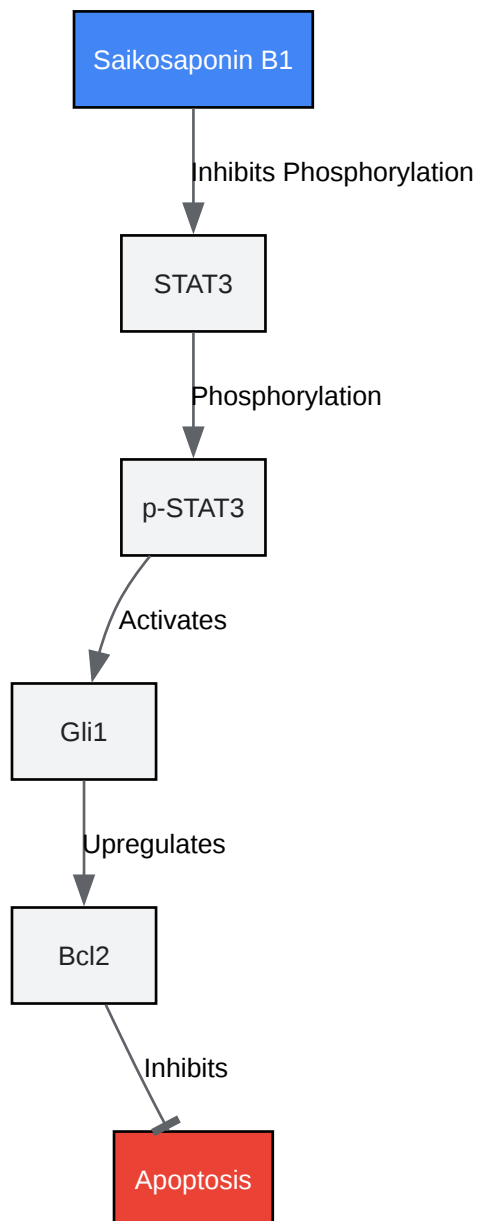 Saikosaponin B1
Inhibits Phosphorylation
STAT3
Phosphorylation
p-STAT3
Activates
Gli1
Upregulates
Bcl2
Inhibits
Apoptosis